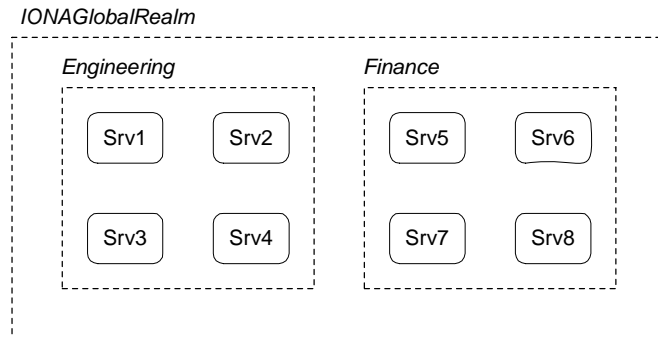 IONAGlobalRealm
Engineering Finance
Srv1 Srv2 Srv5 Srv6
Srv3 Srv4 Srv7 Srv8